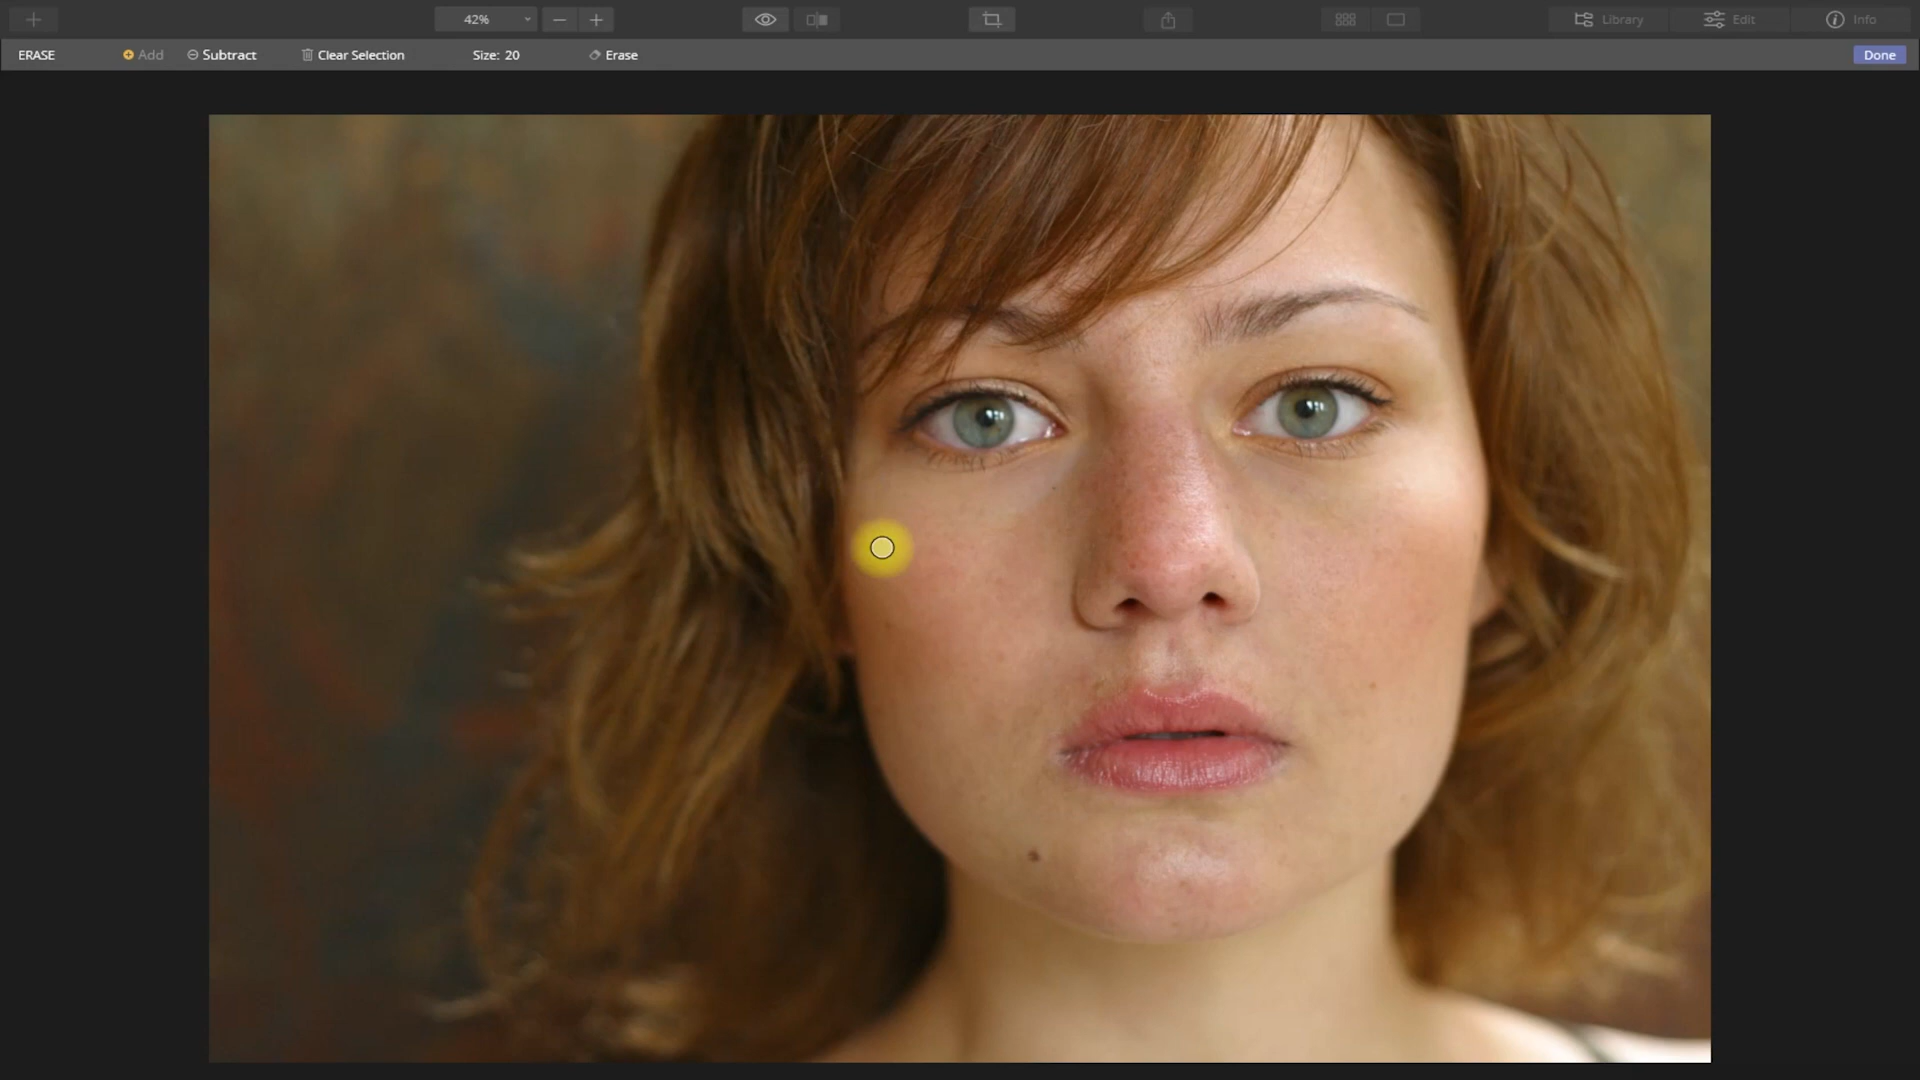 42% Library Edit Info
ERASE Add Subtract Clear Selection Size: 20 Erase Done